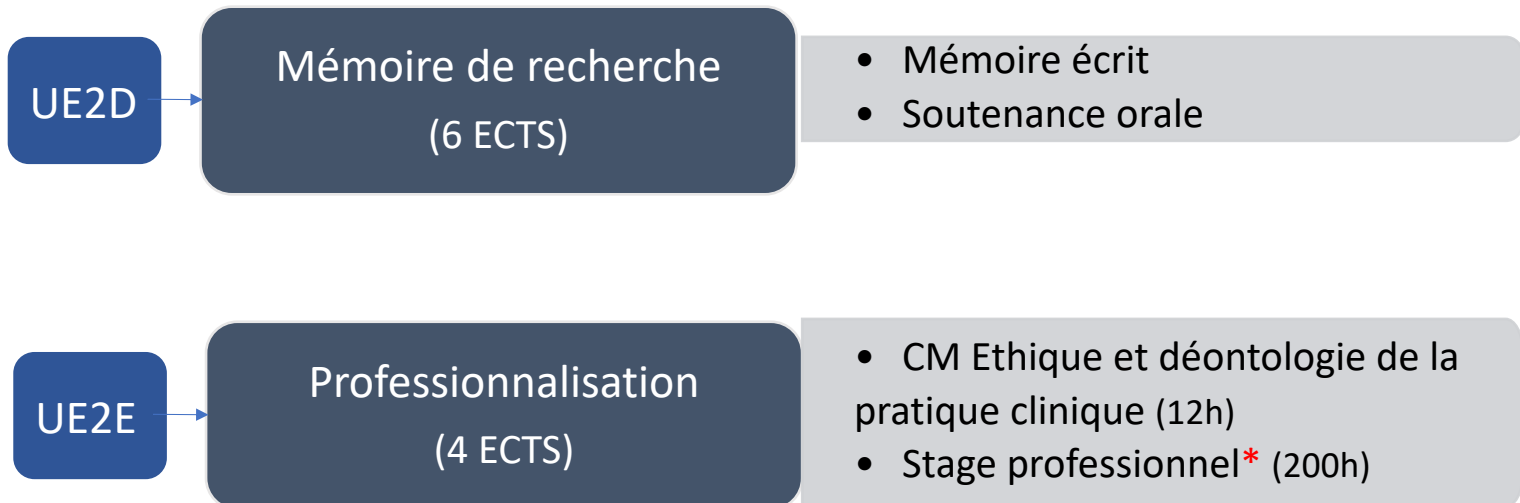 UE2D
Mémoire de recherche
(6 ECTS)
• Mémoire écrit
• Soutenance orale
UE2E
Professionnalisation
(4 ECTS)
• CM Ethique et déontologie de la
pratique clinique (12h)
• Stage professionnel* (200h)